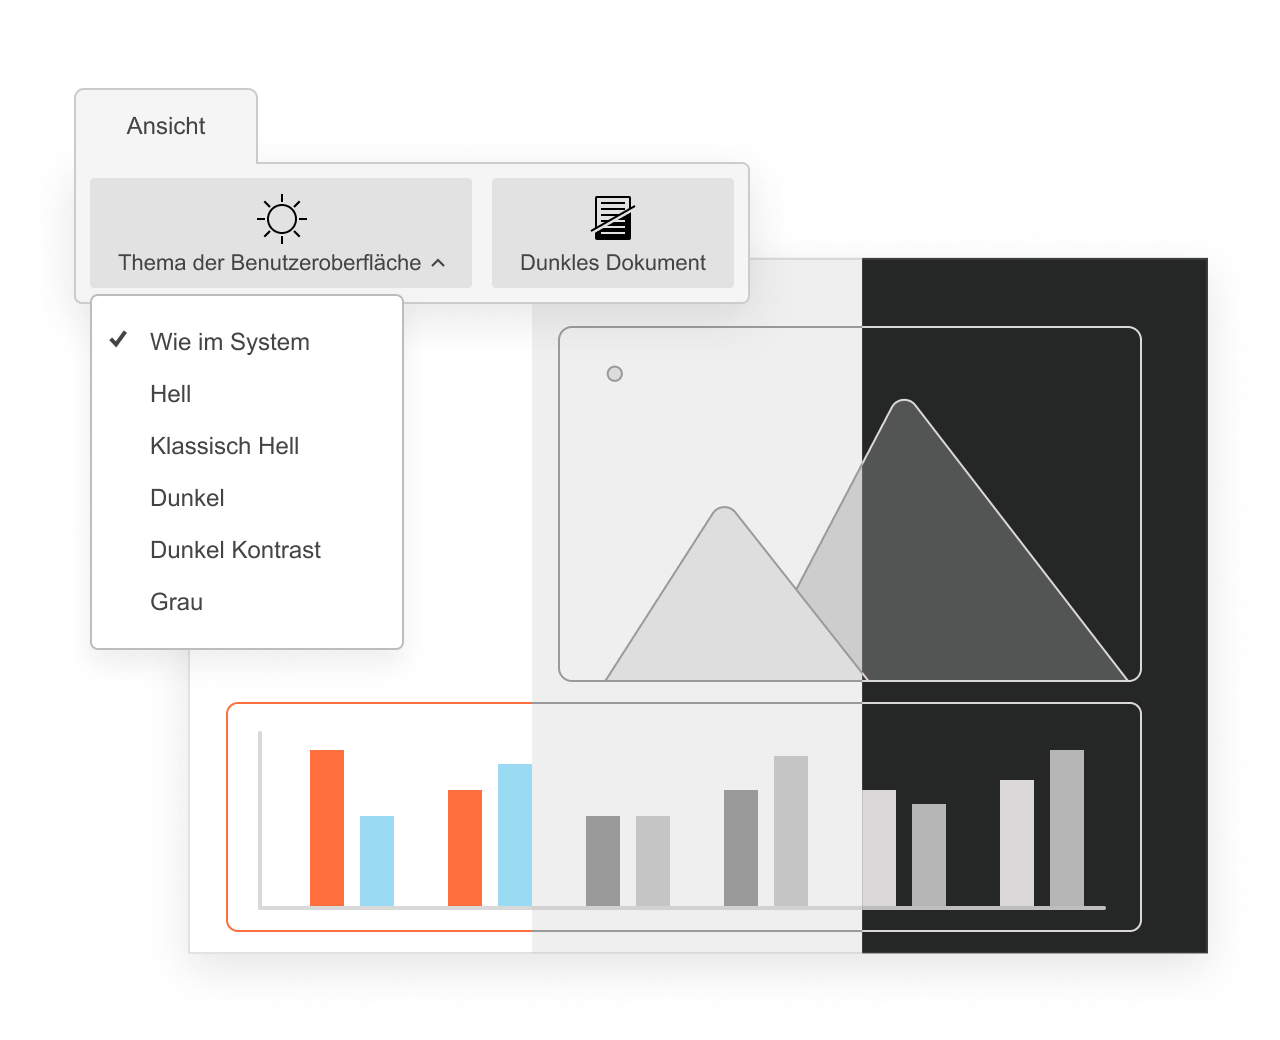 Ansicht
Thema der Benutzeroberfläche
Dunkles Dokument
Wie im System
Hell
Klassisch Hell
Dunkel
Dunkel Kontrast
Grau